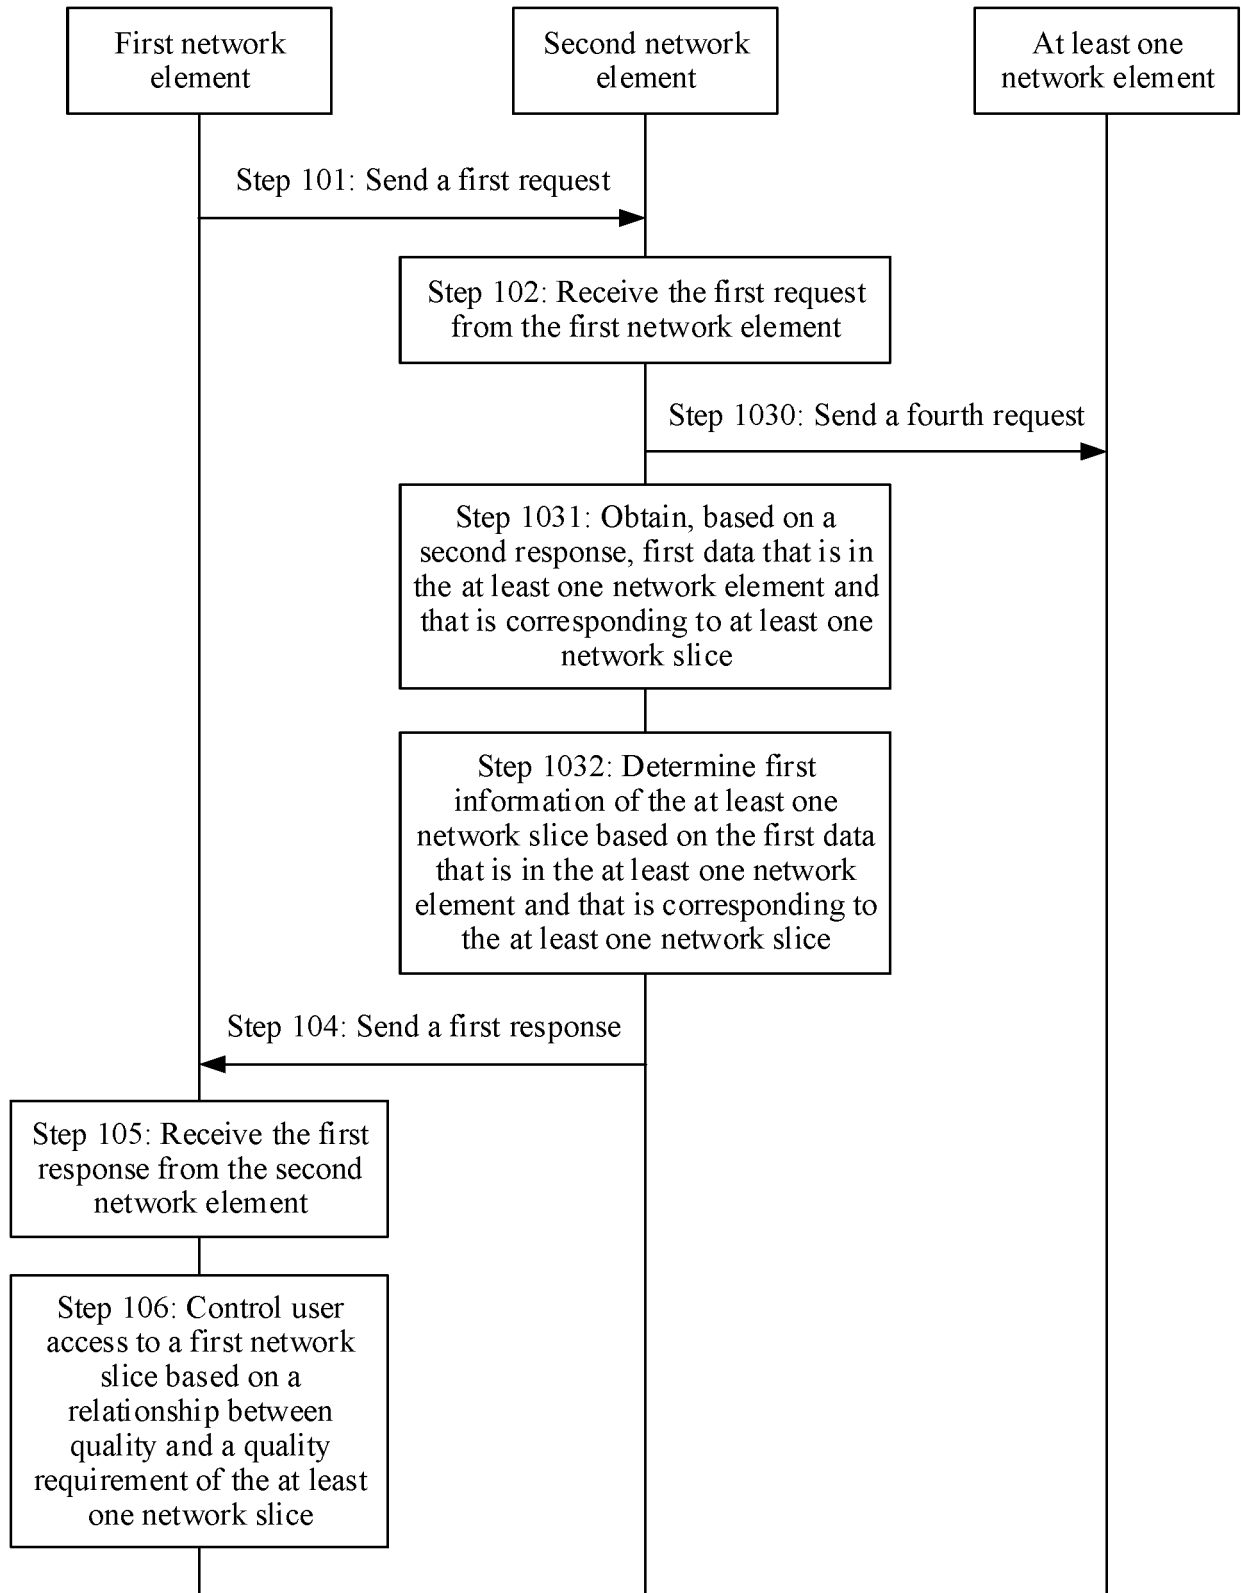 First network
element
Second network
element
At least one
network element
Step 101: Send a first request
Step 102: Receive the first request
from the first network element
Step 1030: Send a fourth request
Step 1031: Obtain, based on a
second response, first data that is in
the at least one network element and
that is corresponding to at least one
network slice
Step 1032: Determine first
information of the at least one
network slice based on the first data
that is in the at least one network
element and that is corresponding to
the at least one network slice
Step 104: Send a first response
Step 105: Receive the first
response from the second
network element
Step 106: Control user
access to a first network
slice based on a
relationship between
quality and a quality
requirement of the at least
one network slice